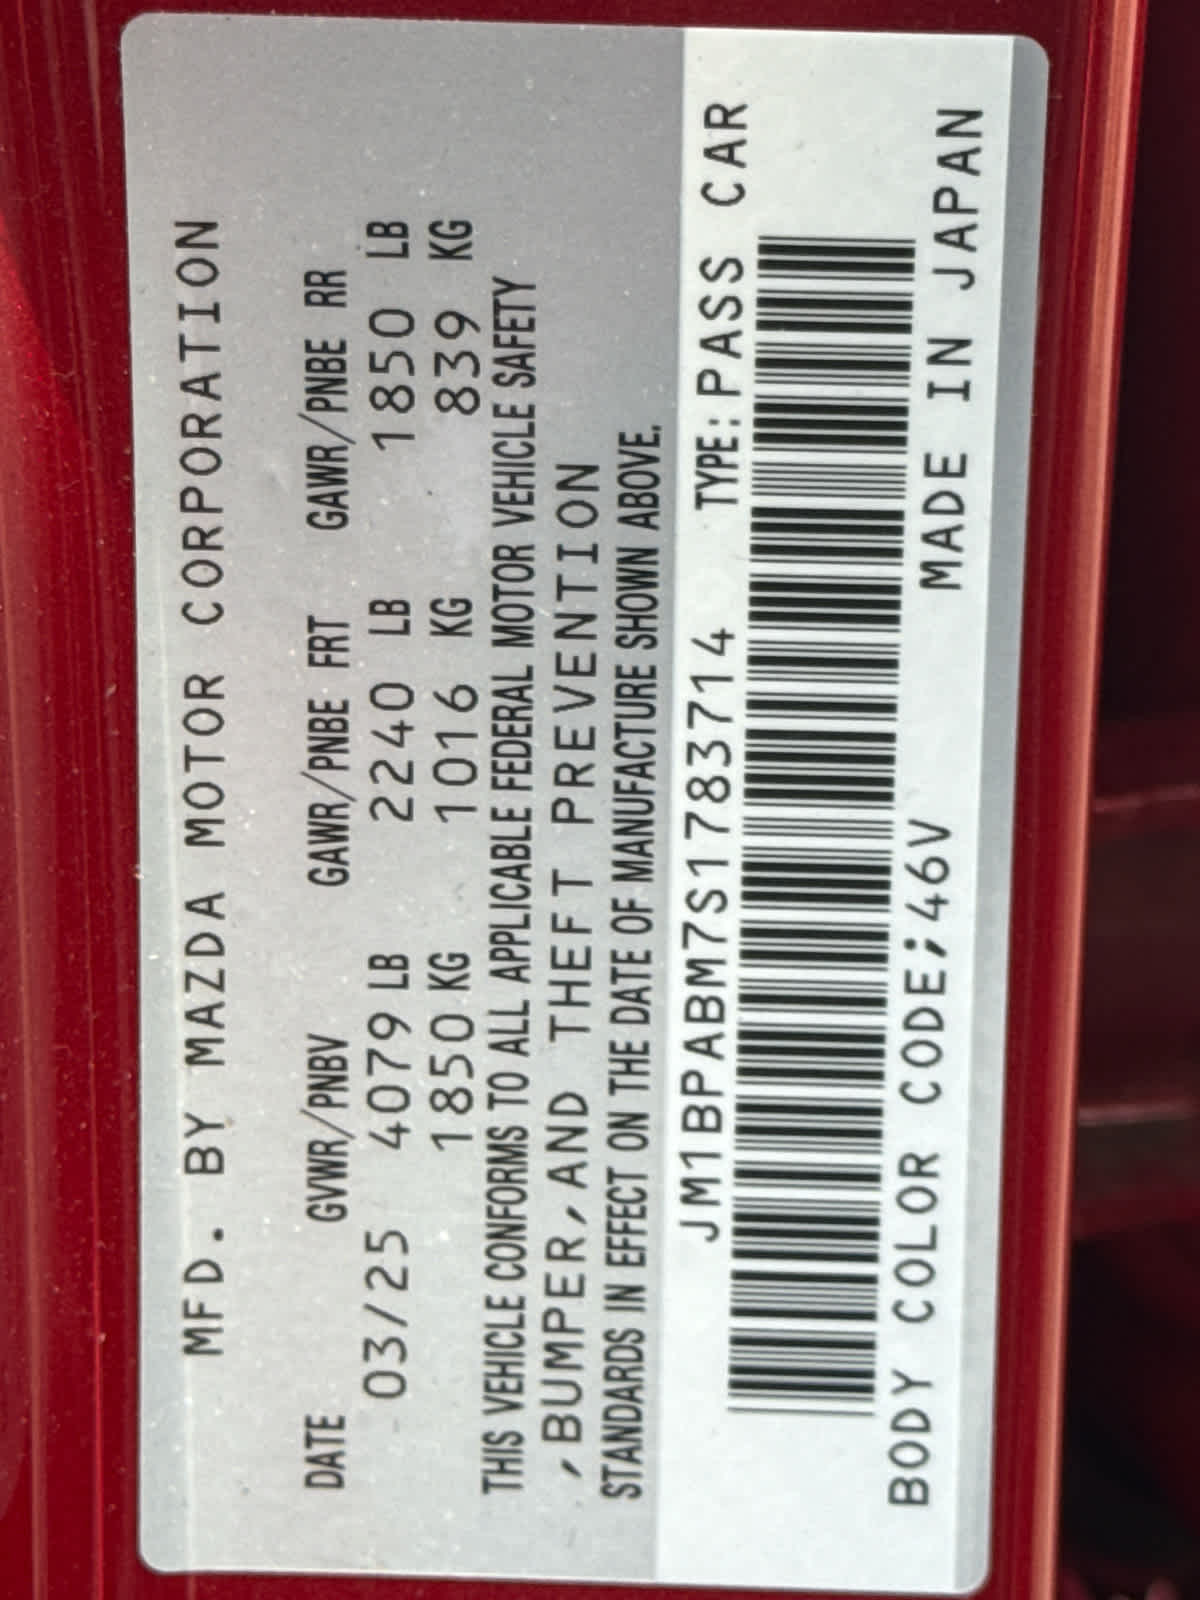 MFD. BY MAZDA MOTOR CORPORATION
DATE GVWR/PNBV GAWR/PNBE FRT GAWR/PNBE RR
03/25 4079 LB 2240 LB 1850 LB
1850 KG 1016 KG 839 KG
THIS VEHICLE CONFORMS TO ALL APPLICABLE FEDERAL MOTOR VEHICLE SAFETY
,BUMPER,AND THEFT PREVENTION
STANDARDS IN EFFECT ON THE DATE OF MANUFACTURE SHOWN ABOVE.
JM1BPABM7S1783714 TYPE:PASS CAR
BODY COLOR CODE;46V MADE IN JAPAN